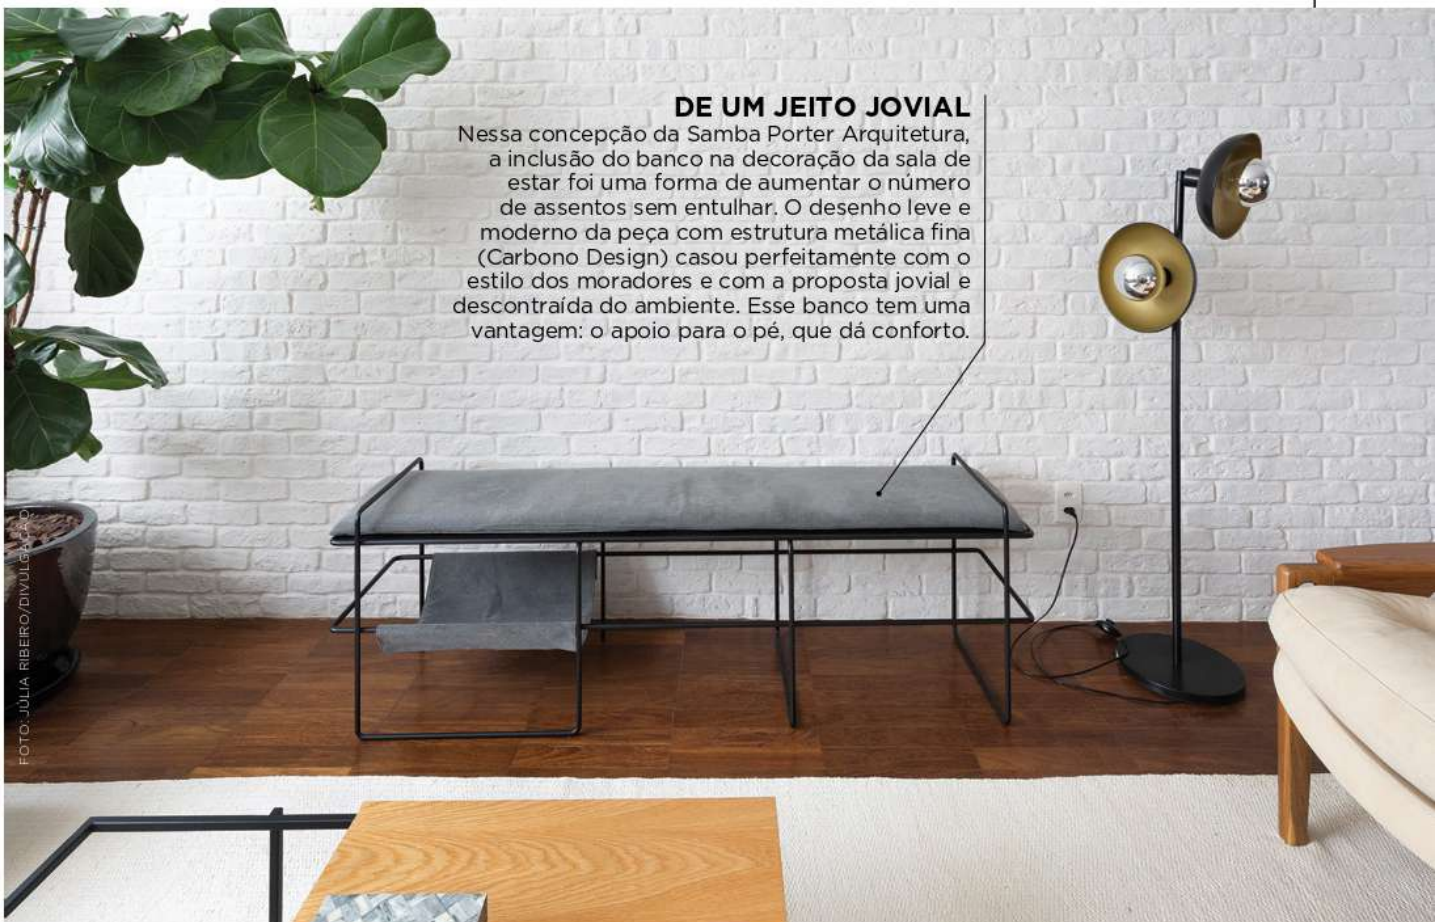 DE UM JEITO JOVIAL
Nessa concepção da Samba Porter Arquitetura,
a inclusão do banco na decoração da sala de
estar foi uma forma de aumentar o número
de assentos sem entulhar. O desenho leve e
moderno da peça com estrutura metálica fina
(Carbono Design) casou perfeitamente com o
estilo dos moradores e com a proposta jovial e
descontraída do ambiente. Esse banco tem uma
vantagem: o apoio para o pé, que dá conforto.
FOTO: JÚLIA RIBEIRO/DIVULGAÇÃO